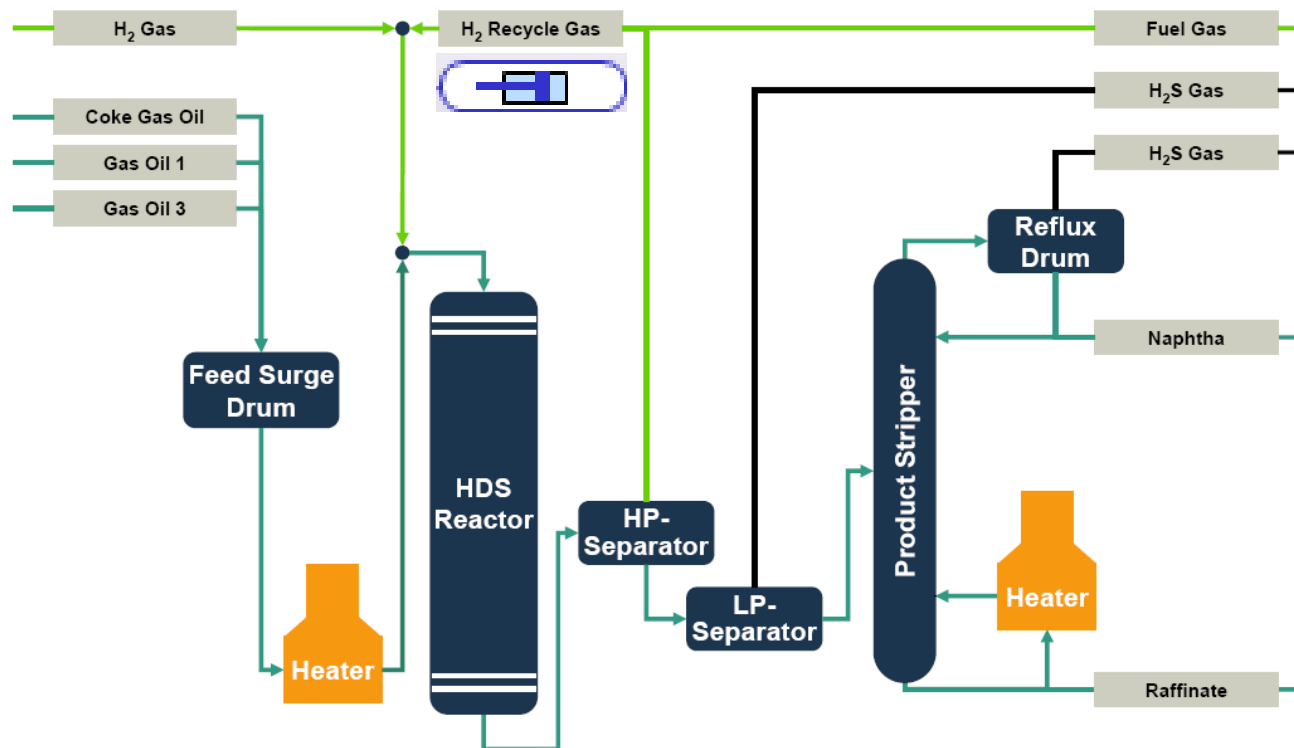 H₂ Gas
H₂ Recycle Gas
Fuel Gas
H₂S Gas
Coke Gas Oil
H₂S Gas
Gas Oil 1
Gas Oil 3
Reflux
Drum
Naphtha
Feed Surge
Drum
Product Stripper
HDS
Reactor
HP-
Separator
LP-
Separator
Heater
Heater
Raffinate